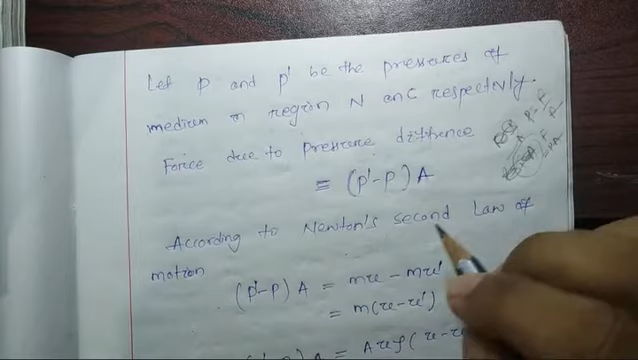 Let P and P' be the pressures of
medium in region N and C respectively.
Force due to pressure difference
= (P'-P) A
According to Newton's second Law of
motion
(P'-P) A = mu - mu'
= m(u-u')
A = Auρ(u-u